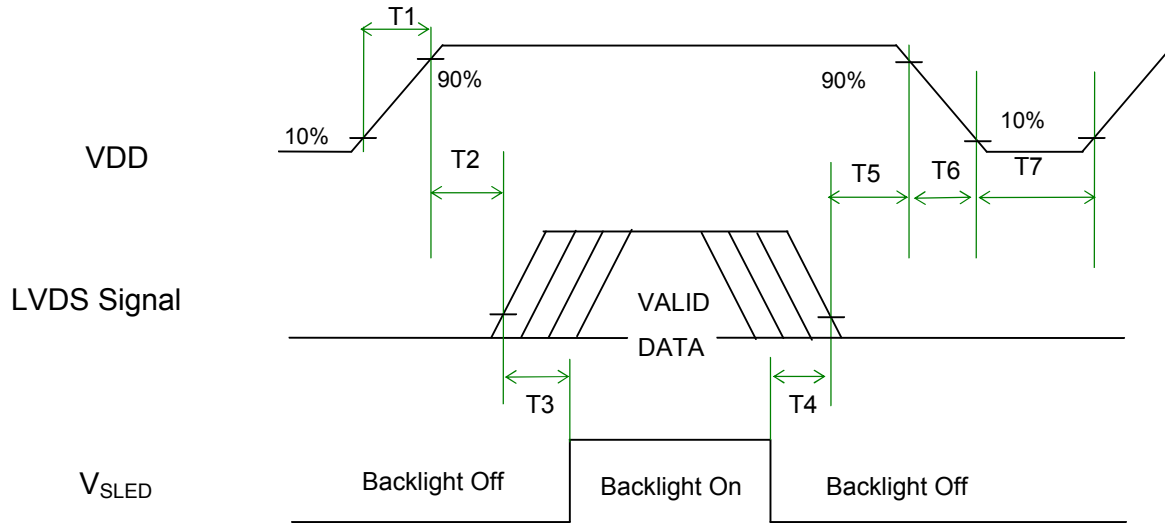 T1
90%
90%
10%
10%
VDD
T2
T5
T6
T7
LVDS Signal
VALID
DATA
T3
T4
VSLED
Backlight Off
Backlight On
Backlight Off